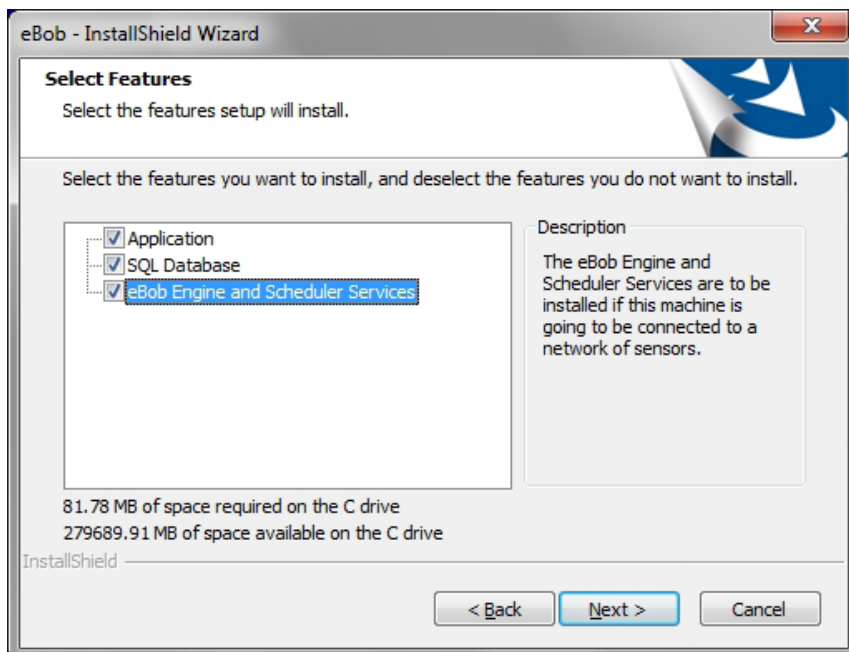 eBob - InstallShield Wizard
Select Features
Select the features setup will install.
Select the features you want to install, and deselect the features you do not want to install.
Application
SQL Database
eBob Engine and Scheduler Services
Description
The eBob Engine and
Scheduler Services are to be
installed if this machine is
going to be connected to a
network of sensors.
81.78 MB of space required on the C drive
279689.91 MB of space available on the C drive
InstallShield
< Back
Next >
Cancel